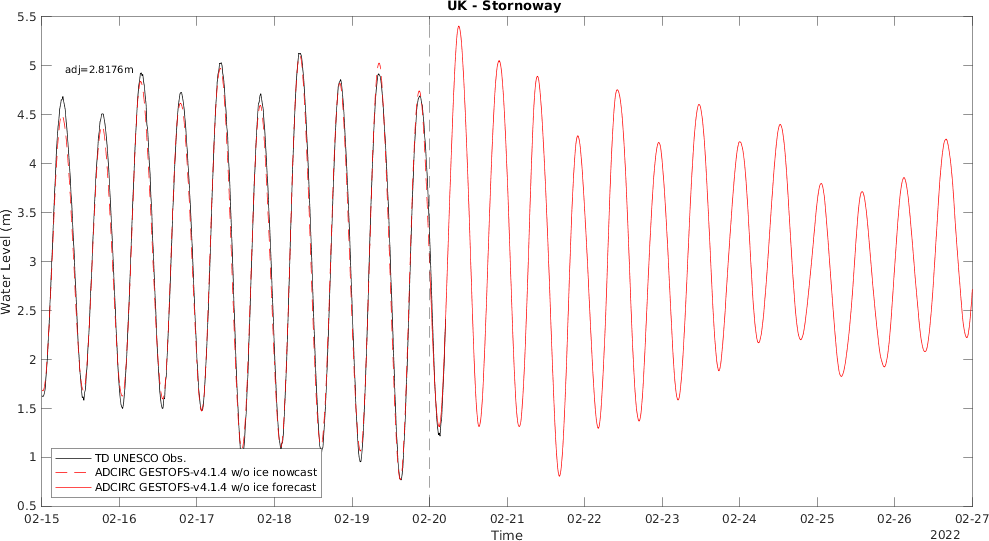 UK - Stornoway
adj=2.8176m
5.5
5
4.5
4
3.5
3
2.5
2
1.5
1
0.5
Water Level (m)
TD UNESCO Obs.
ADCIRC GESTOFS-v4.1.4 w/o ice nowcast
ADCIRC GESTOFS-v4.1.4 w/o ice forecast
02-15 02-16 02-17 02-18 02-19 02-20 02-21 02-22 02-23 02-24 02-25 02-26 02-27
Time
2022